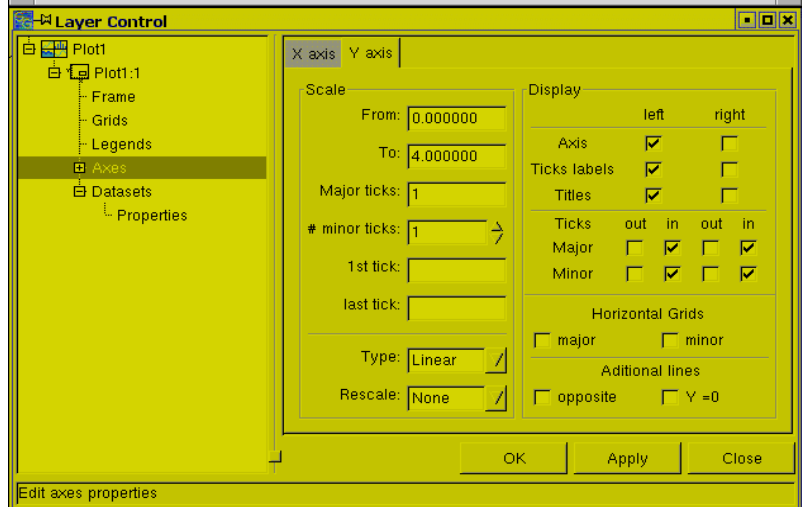 Layer Control
Plot1
Plot1:1
Frame
Grids
Legends
Axes
Datasets
Properties
X axis Y axis
Scale
From: 0.000000
To: 4.000000
Major ticks: 1
# minor ticks: 1
1st tick:
last tick:
Type: Linear
Rescale: None
Display
left right
Axis
Ticks labels
Titles
Ticks out in out in
Major
Minor
Horizontal Grids
major minor
Aditional lines
opposite Y =0
OK Apply Close
Edit axes properties